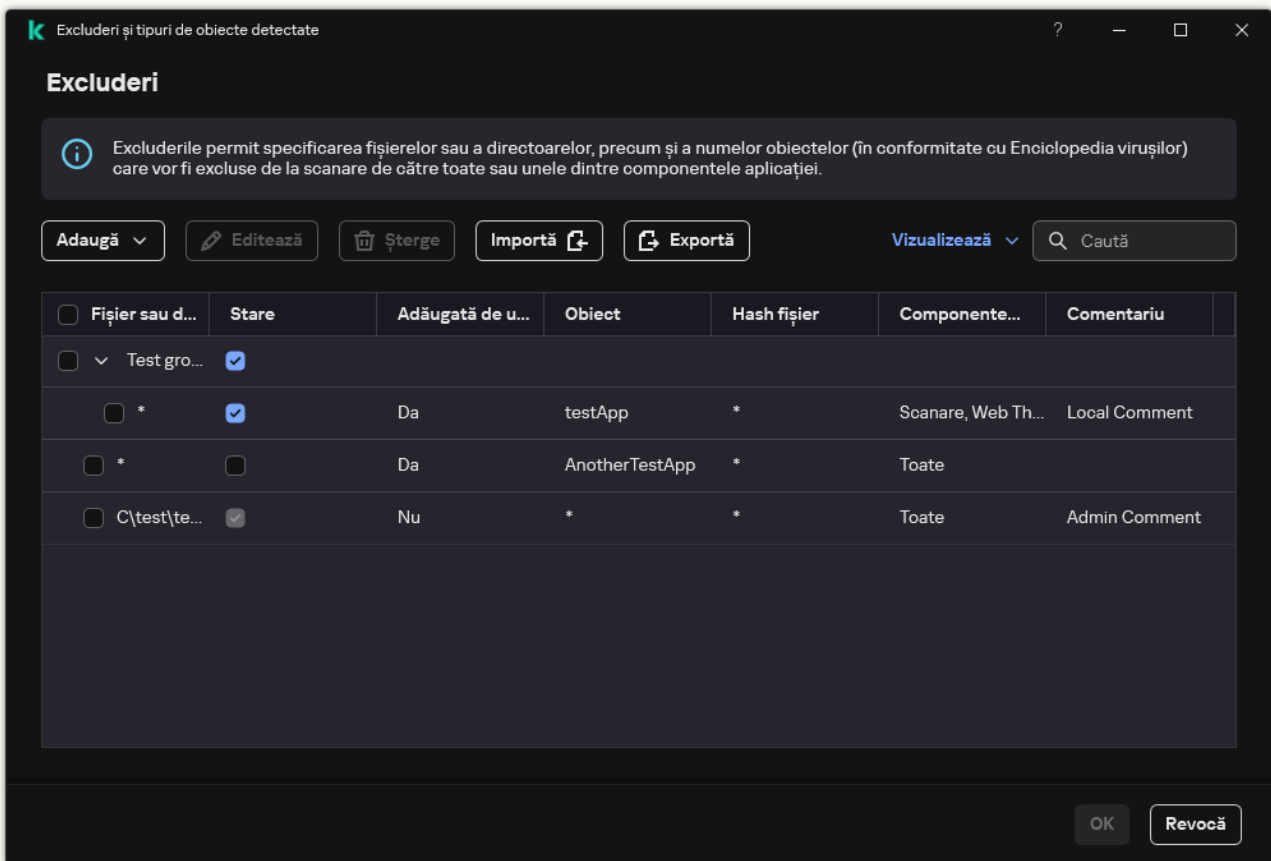 Excluderi și tipuri de obiecte detectate
Excluderi
Excluderile permit specificarea fișierelor sau a directoarelor, precum și a numelor obiectelor (în conformitate cu Enciclopedia virușilor)
care vor fi excluse de la scanare de către toate sau unele dintre componentele aplicației.
Adaugă Editează Șterge Importă Exportă Vizualizează Caută
Fișier sau d... Stare Adăugată de u... Obiect Hash fișier Componente... Comentariu
Test gro...
* Da testApp * Scanare, Web Th... Local Comment
* Da AnotherTestApp * Toate
C\test\te... Nu * * Toate Admin Comment
OK Revocă